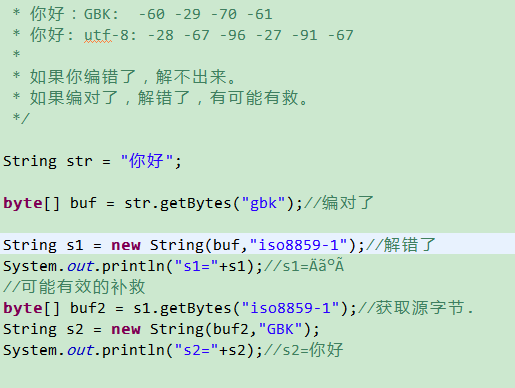 * 你好：GBK:  -60 -29 -70 -61
* 你好: utf-8: -28 -67 -96 -27 -91 -67
*
* 如果你编错了，解不出来。
* 如果编对了，解错了，有可能有救。
*/
String str = "你好";
byte[] buf = str.getBytes("gbk");//编对了
String s1 = new String(buf,"iso8859-1");//解错了
System.out.println("s1="+s1);//s1=ÄãºÃ
//可能有效的补救
byte[] buf2 = s1.getBytes("iso8859-1");//获取源字节.
String s2 = new String(buf2,"GBK");
System.out.println("s2="+s2);//s2=你好